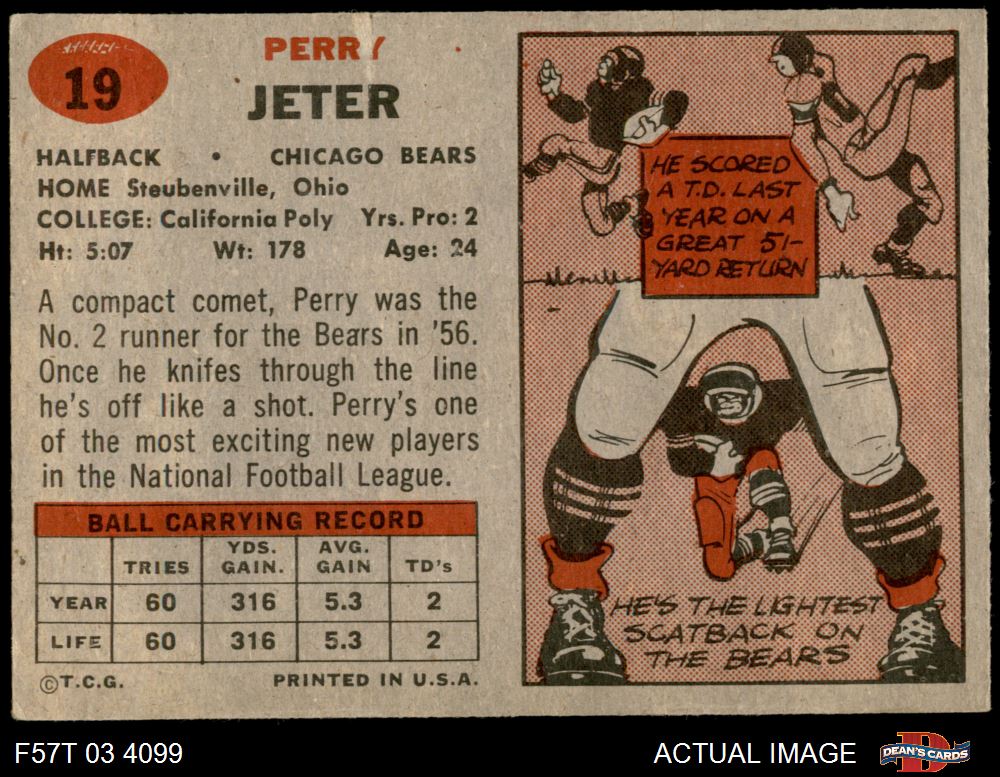 19
PERRY
JETER
HALFBACK • CHICAGO BEARS
HOME Steubenville, Ohio
COLLEGE: California Poly Yrs. Pro: 2
Ht: 5:07 Wt: 178 Age: 24
A compact comet, Perry was the
No. 2 runner for the Bears in '56.
Once he knifes through the line
he's off like a shot. Perry's one
of the most exciting new players
in the National Football League.
BALL CARRYING RECORD
TRIES YDS. GAIN. AVG. GAIN TD's
YEAR 60 316 5.3 2
LIFE 60 316 5.3 2
©T.C.G. PRINTED IN U.S.A.
HE SCORED
A T.D. LAST
YEAR ON A
GREAT 51-
YARD RETURN
HE'S THE LIGHTEST
SCATBACK ON
THE BEARS
F57T 03 4099
ACTUAL IMAGE
D
DEAN'S CARDS